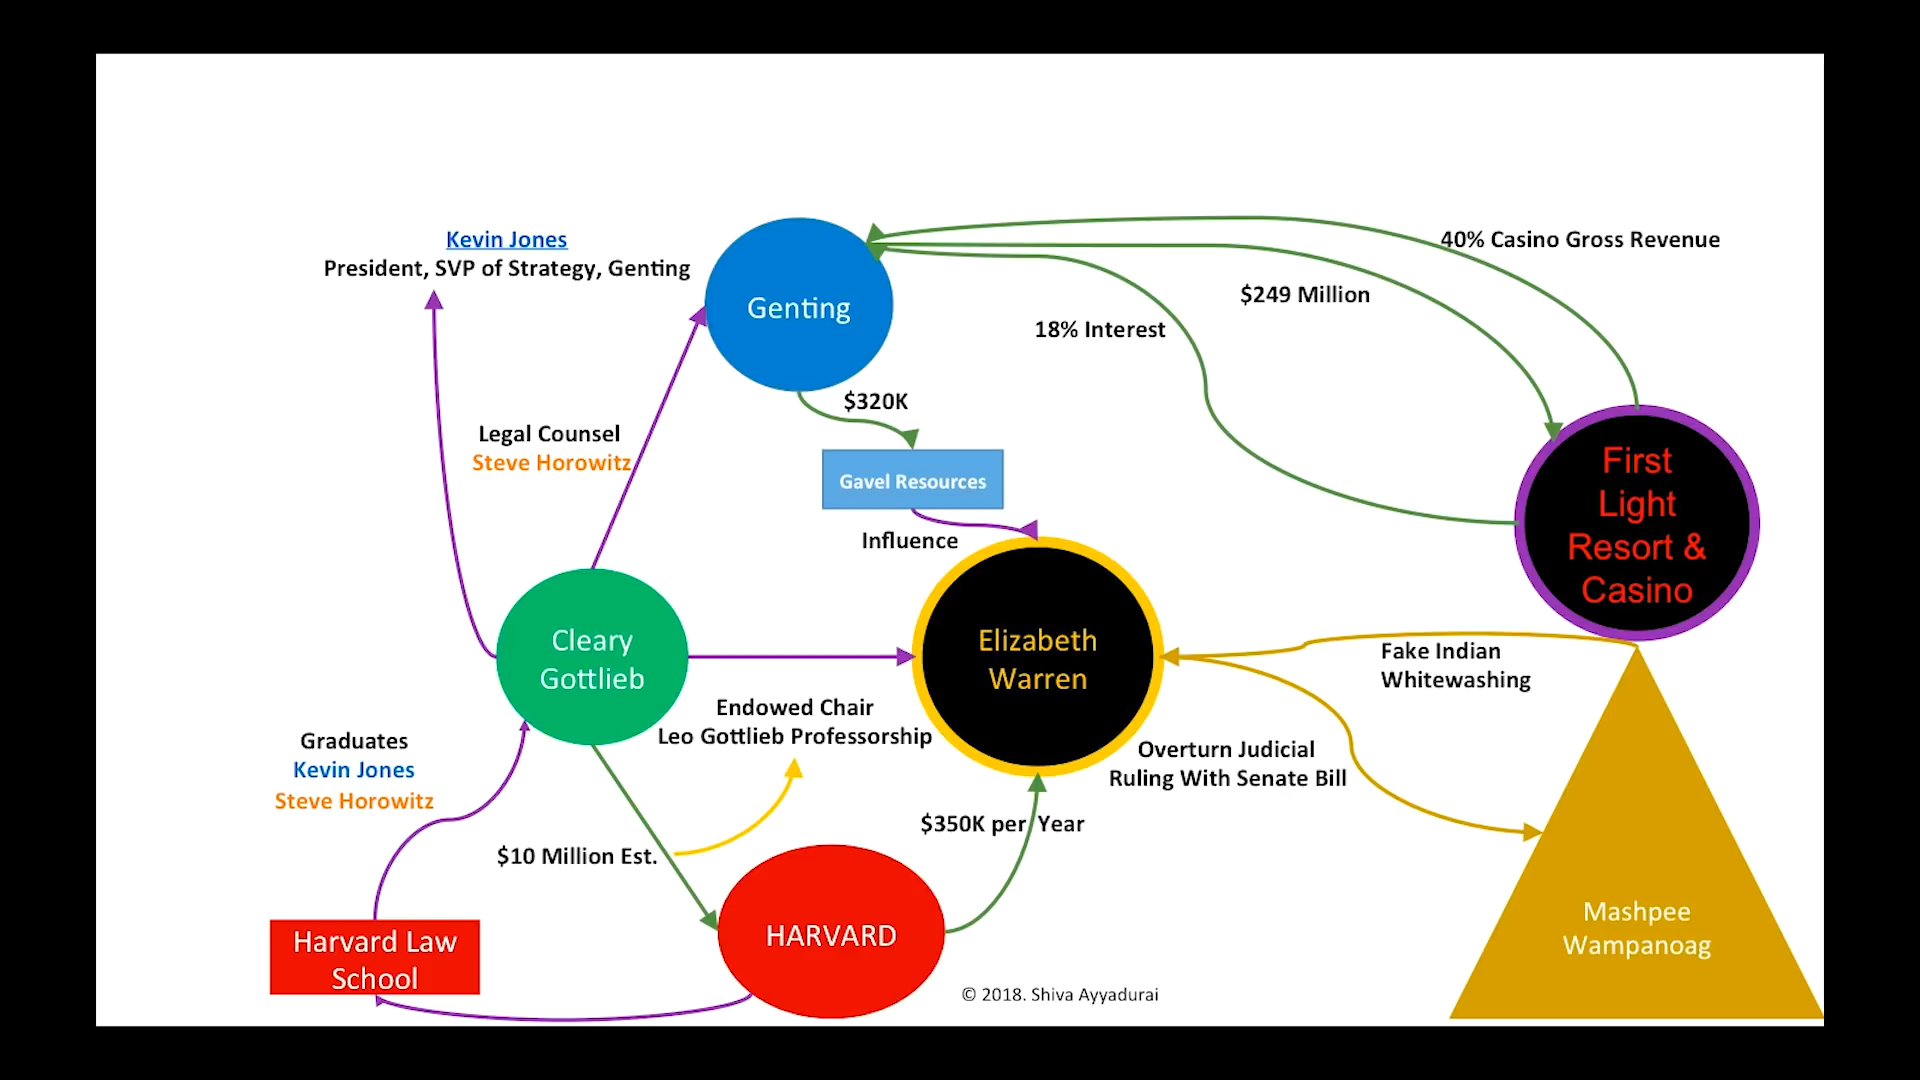 Kevin Jones
President, SVP of Strategy, Genting
Genting
40% Casino Gross Revenue
$249 Million
18% Interest
$320K
Legal Counsel
Steve Horowitz
Gavel Resources
Influence
First
Light
Resort &
Casino
Cleary
Gottlieb
Elizabeth
Warren
Fake Indian
Whitewashing
Endowed Chair
Leo Gottlieb Professorship
Overturn Judicial
Ruling With Senate Bill
Graduates
Kevin Jones
Steve Horowitz
$350K per Year
$10 Million Est.
HARVARD
Harvard Law
School
Mashpee
Wampanoag
© 2018. Shiva Ayyadurai